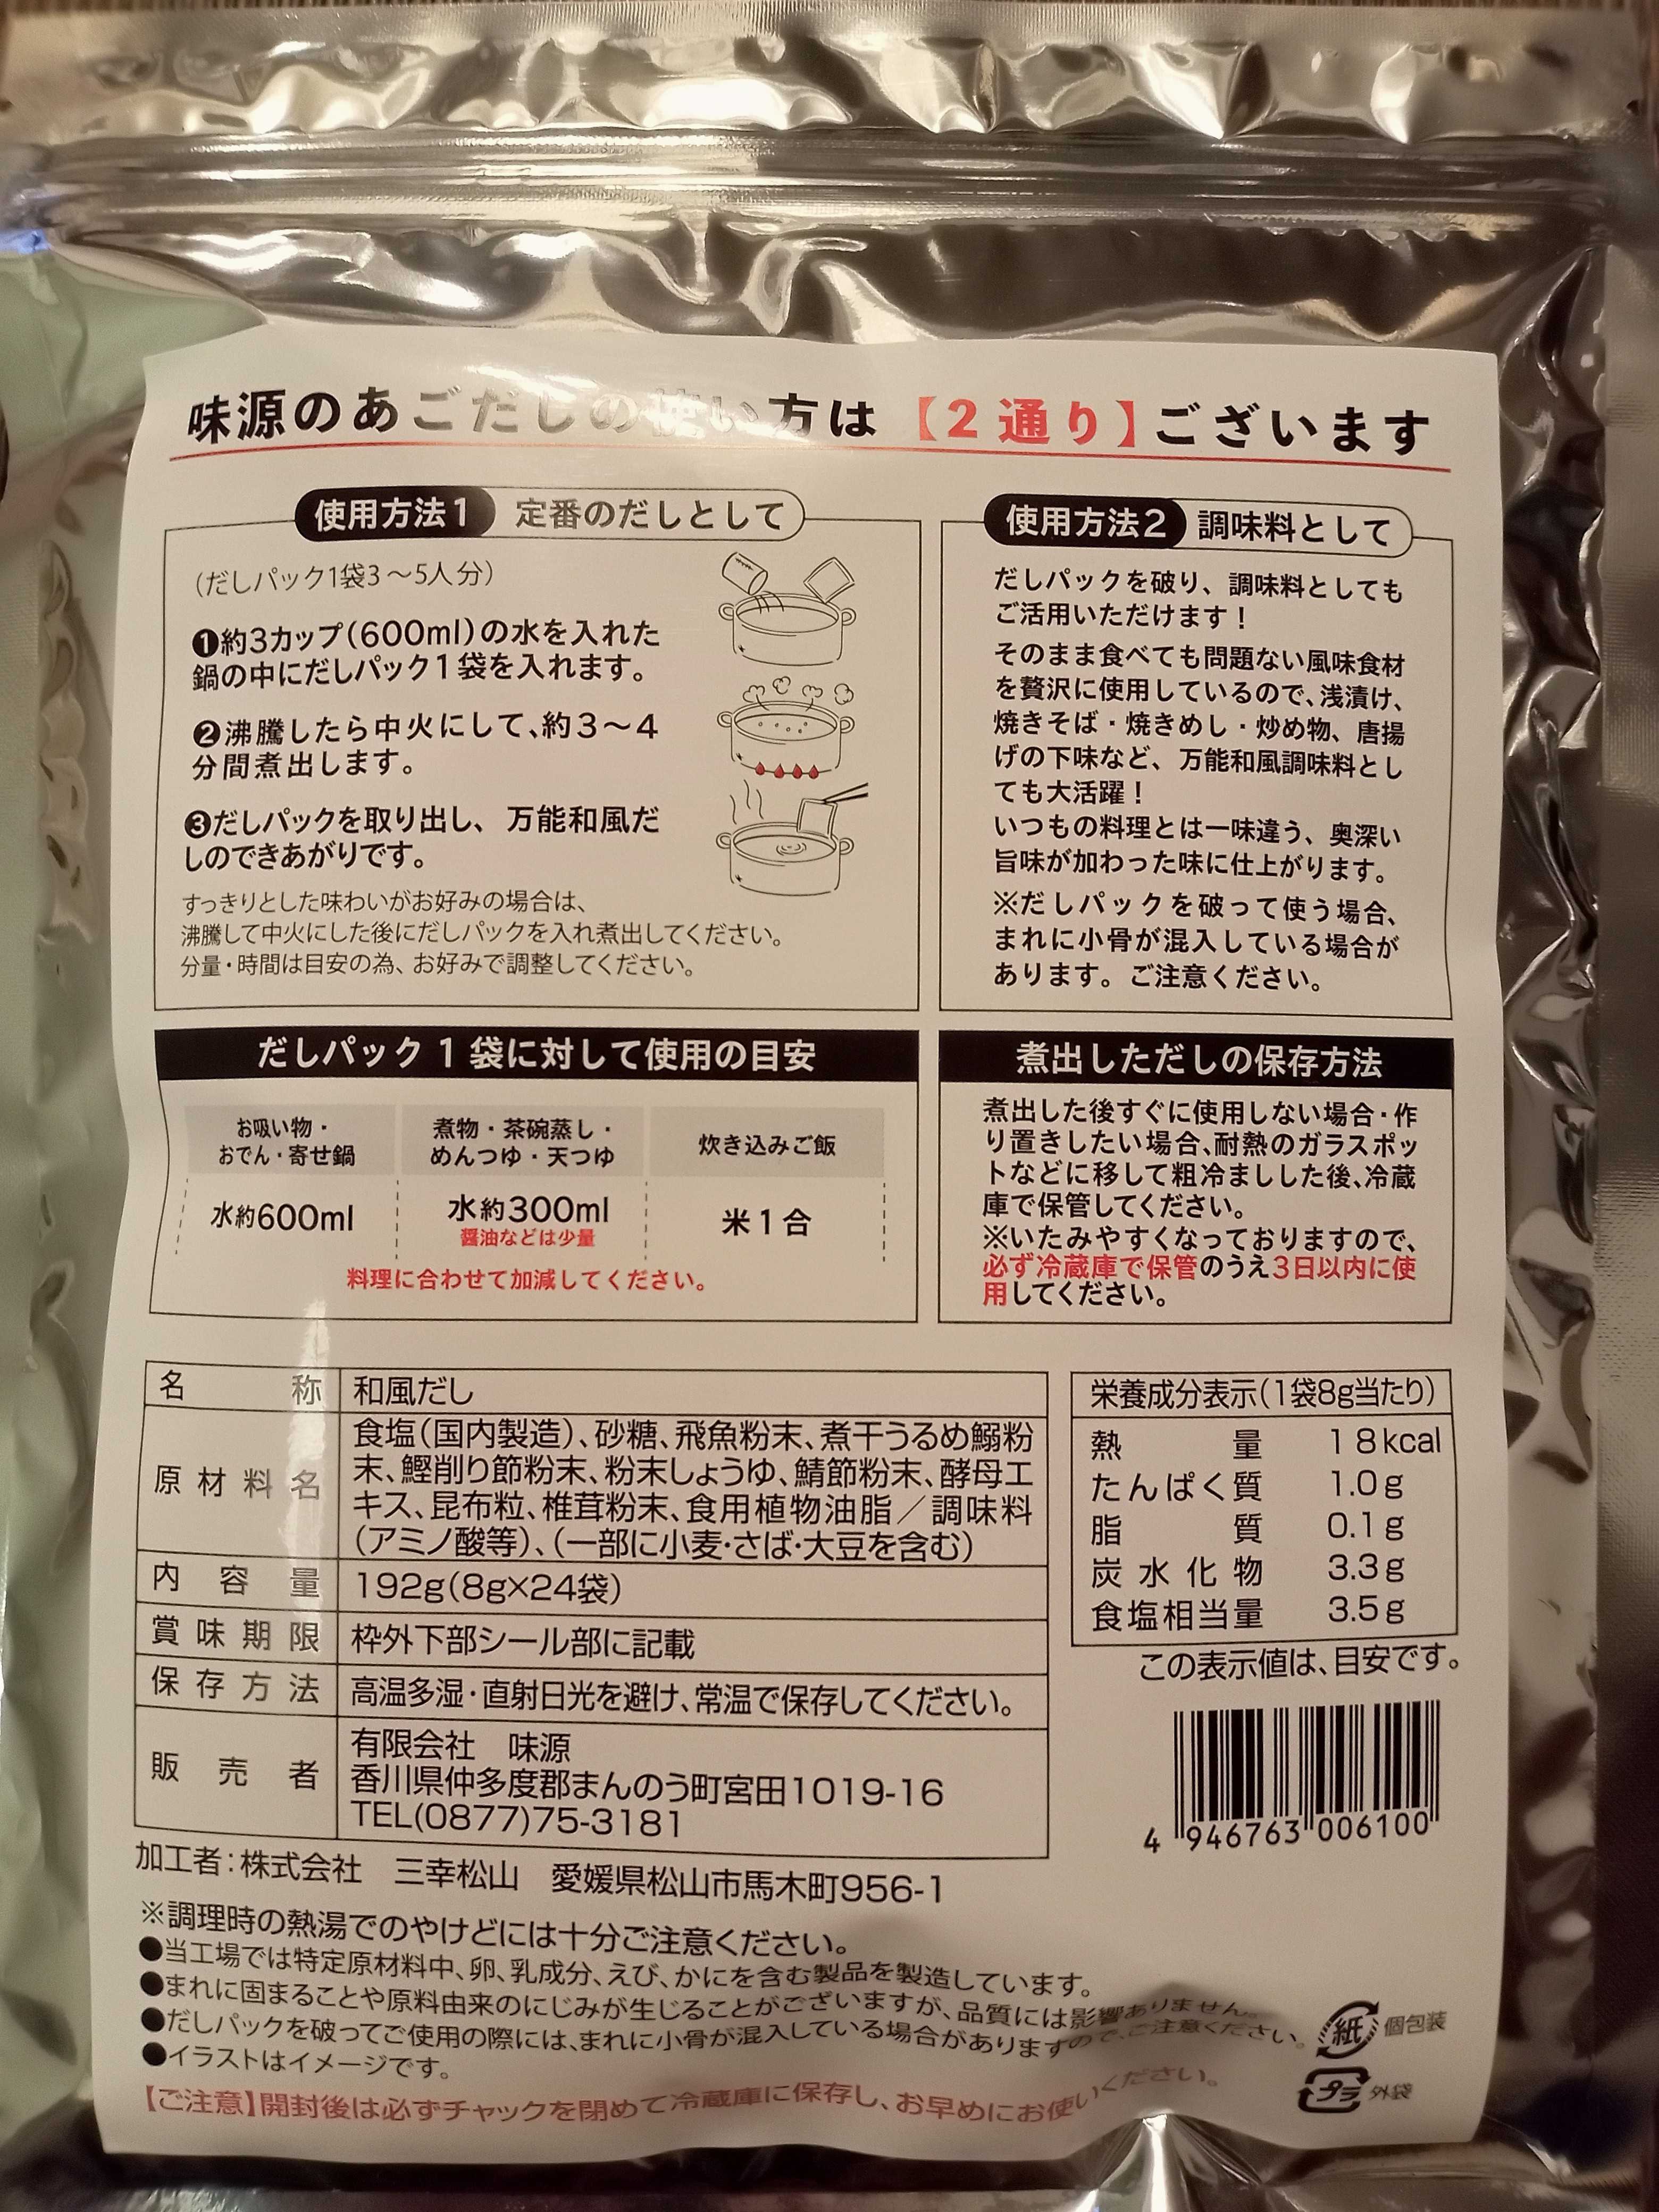 味源のあごだしの使い方は【2通り】ございます
使用方法1 定番のだしとして
(だしパック1袋3～5人分)
❶約3カップ(600ml)の水を入れた
鍋の中にだしパック1袋を入れます。
❷沸騰したら中火にして、約3～4
分間煮出します。
❸だしパックを取り出し、万能和風だ
しのできあがりです。
すっきりとした味わいがお好みの場合は、
沸騰して中火にした後にだしパックを入れ煮出してください。
分量・時間は目安の為、お好みで調整してください。
使用方法2 調味料として
だしパックを破り、調味料としても
ご活用いただけます！
そのまま食べても問題ない風味食材
を贅沢に使用しているので、浅漬け、
焼きそば・焼きめし・炒め物、唐揚
げの下味など、万能和風調味料とし
ても大活躍！
いつもの料理とは一味違う、奥深い
旨味が加わった味に仕上がります。
※だしパックを破って使う場合、
まれに小骨が混入している場合が
あります。ご注意ください。
だしパック1袋に対して使用の目安
お吸い物・
おでん・寄せ鍋
水約600ml
煮物・茶碗蒸し・
めんつゆ・天つゆ
水約300ml
醤油などは少量
炊き込みご飯
米1合
料理に合わせて加減してください。
煮出しただしの保存方法
煮出した後すぐに使用しない場合・作
り置きしたい場合、耐熱のガラスポッ
トなどに移して粗冷ましした後、冷蔵
庫で保管してください。
※いたみやすくなっておりますので、
必ず冷蔵庫で保管のうえ3日以内に使
用してください。
名称 和風だし
原材料名 食塩(国内製造)、砂糖、飛魚粉末、煮干うるめ鰯粉
末、鰹削り節粉末、粉末しょうゆ、鯖節粉末、酵母エ
キス、昆布粒、椎茸粉末、食用植物油脂／調味料
(アミノ酸等)、(一部に小麦・さば・大豆を含む)
内容量 192g(8g×24袋)
賞味期限 枠外下部シール部に記載
保存方法 高温多湿・直射日光を避け、常温で保存してください。
販売者 有限会社 味源
香川県仲多度郡まんのう町宮田1019-16
TEL(0877)75-3181
加工者:株式会社 三幸松山 愛媛県松山市馬木町956-1
栄養成分表示(1袋8g当たり)
熱量 18kcal
たんぱく質 1.0g
脂質 0.1g
炭水化物 3.3g
食塩相当量 3.5g
この表示値は、目安です。
4 946763 006100
※調理時の熱湯でのやけどには十分ご注意ください。
●当工場では特定原材料中、卵、乳成分、えび、かにを含む製品を製造しています。
●まれに固まることや原料由来のにじみが生じることがございますが、品質には影響ありません。
●だしパックを破ってご使用の際には、まれに小骨が混入している場合がありますので、ご注意ください。
●イラストはイメージです。
【ご注意】開封後は必ずチャックを閉めて冷蔵庫に保存し、お早めにお使いください。
紙 個包装
プラ 外袋